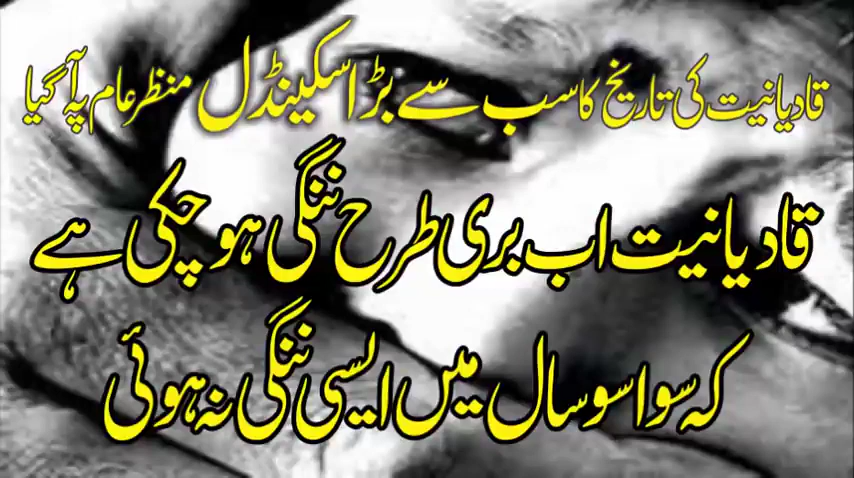 قادیانیت کی تاریخ کا سب سے بڑا سکینڈل منظر عام پہ آگیا
قادیانیت اب بری طرح ننگی ہو چکی ہے
کہ سوا سو سال میں ایسی ننگی نہ ہوئی